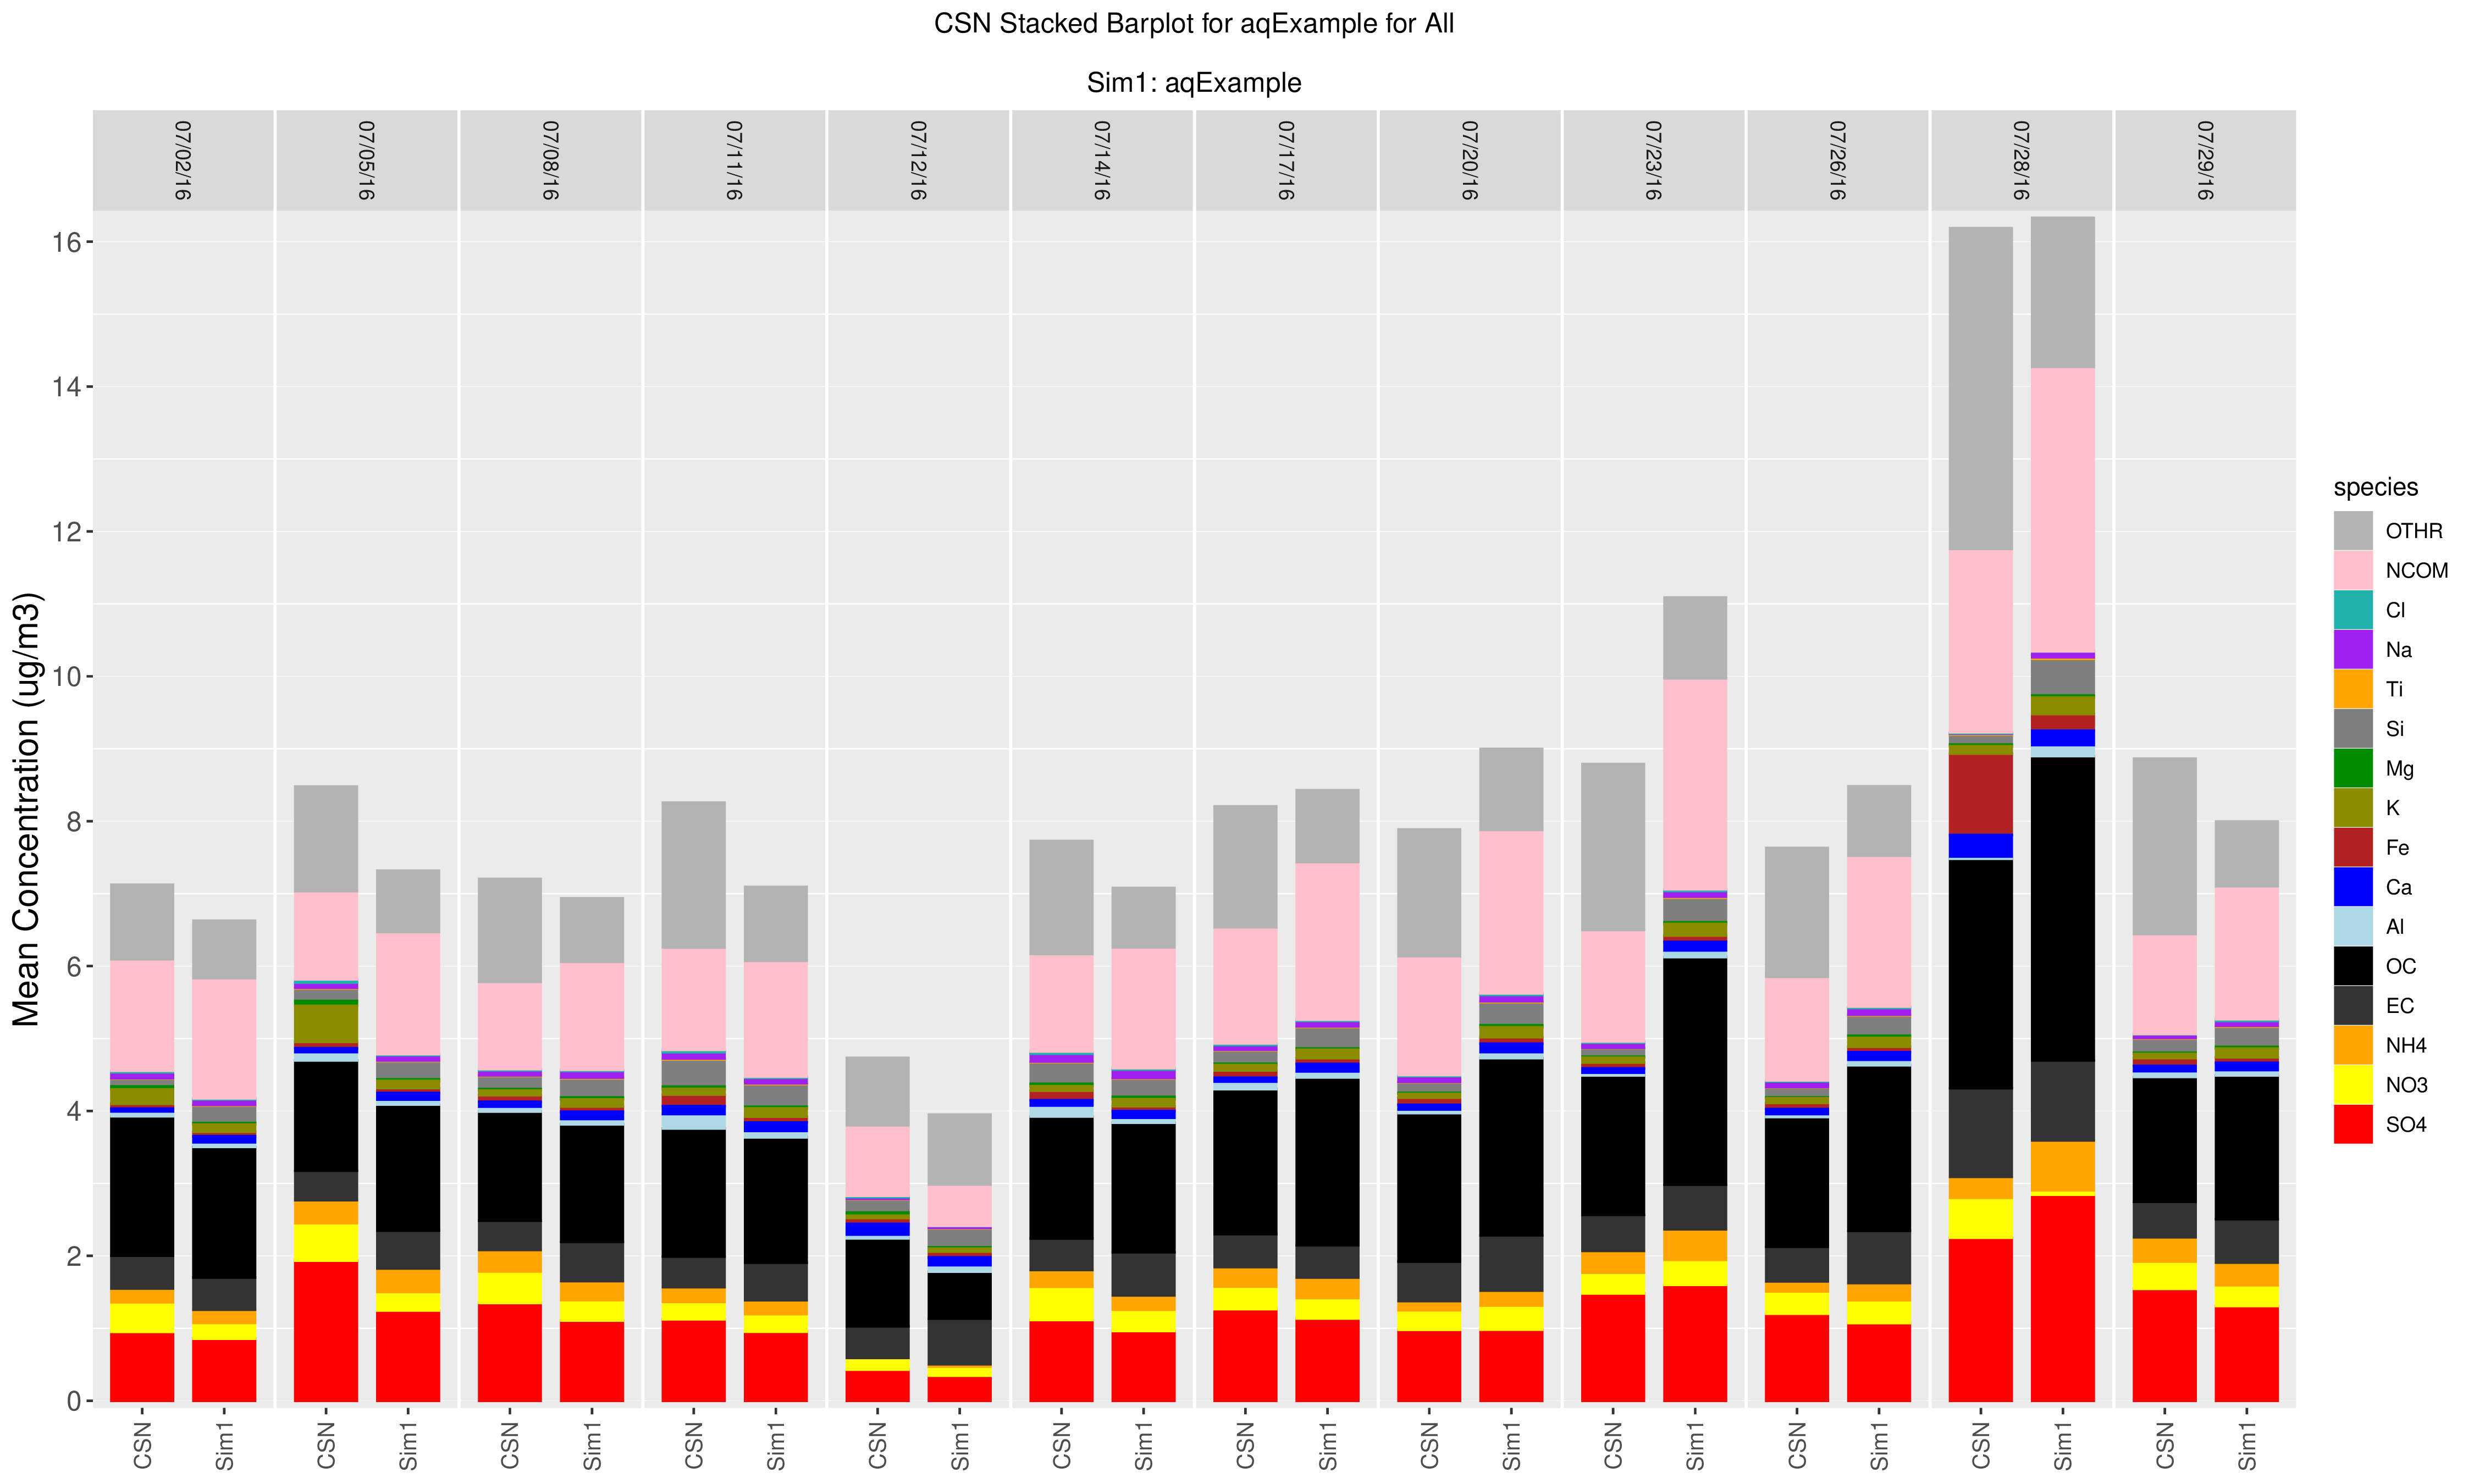 CSN Stacked Barplot for aqExample for All
Sim1: aqExample
07/02/16
07/05/16
07/08/16
07/11/16
07/12/16
07/14/16
07/17/16
07/20/16
07/23/16
07/26/16
07/28/16
07/29/16
Mean Concentration (ug/m3)
16
14
12
10
8
6
4
2
0
CSN
Sim1
CSN
Sim1
CSN
Sim1
CSN
Sim1
CSN
Sim1
CSN
Sim1
CSN
Sim1
CSN
Sim1
CSN
Sim1
CSN
Sim1
CSN
Sim1
CSN
Sim1
species
OTHR
NCOM
Cl
Na
Ti
Si
Mg
K
Fe
Ca
Al
OC
EC
NH4
NO3
SO4